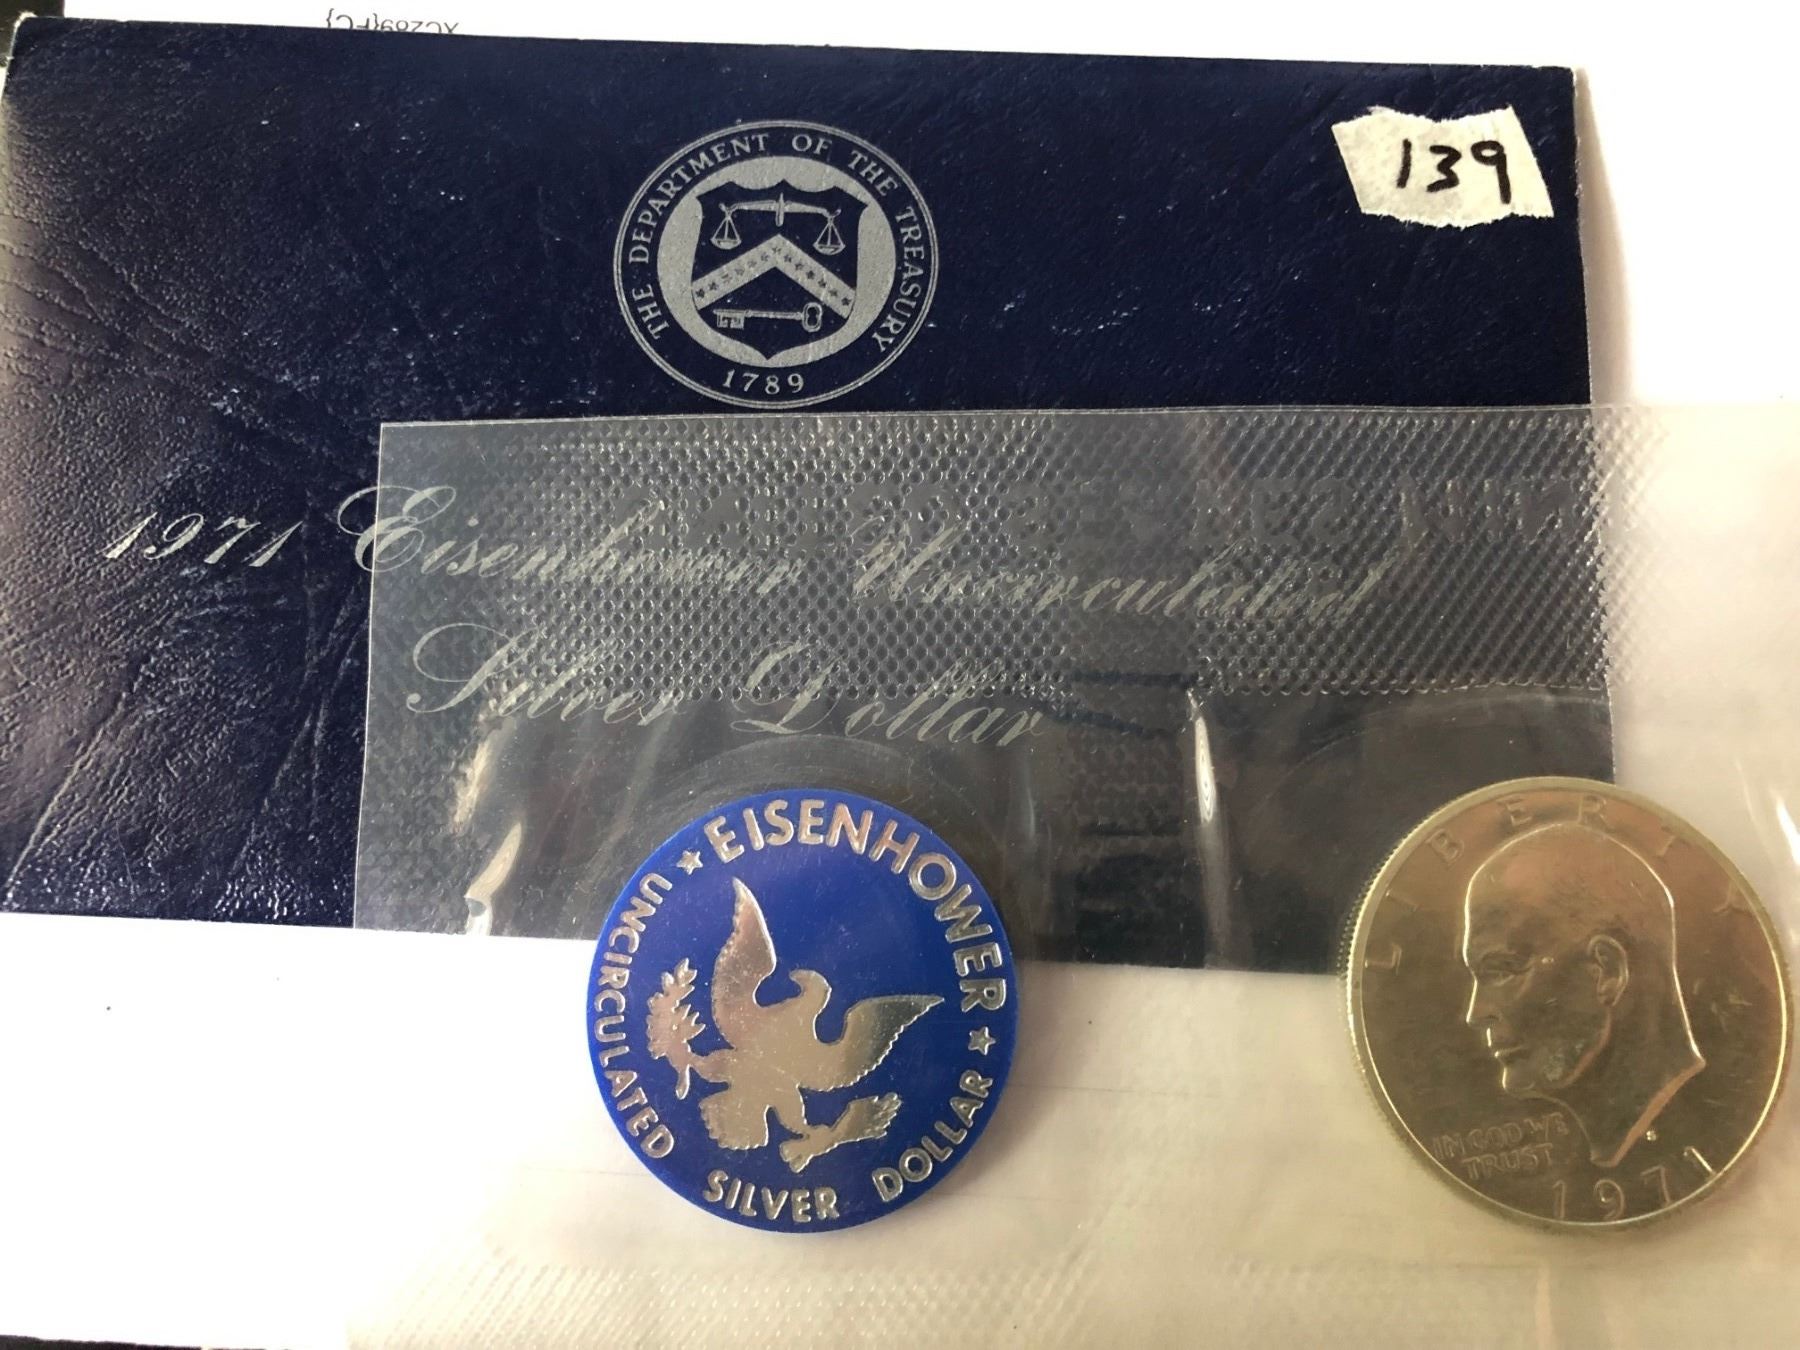 139
THE DEPARTMENT OF THE TREASURY
1789
1971 Eisenhower Uncirculated
Silver Dollar
★ EISENHOWER ★
UNCIRCULATED SILVER DOLLAR
LIBERTY
IN GOD WE
TRUST
S
1971